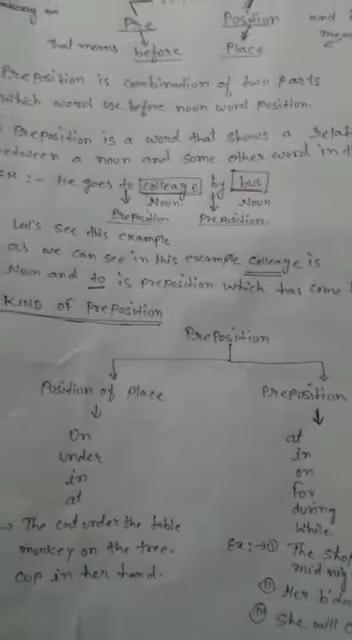 Pre Position and
That means before Place
Preposition is combination of two parts
which word use before noun word position.
Preposition is a word that shows a
between a noun and some other word in
Ex :- He goes to colleage by bus
Noun Noun
Preposition Preposition.
Let's see this example
as we can see in this example colleage is
Noun and to is preposition which has come
KIND OF PREPOSITION
Preposition
Position of place Preposition
On at
under in
in on
at For
during
while
→ The cat under the table
monkey on the tree.
cup in her hand.
Ex:→ ① The
mid
⑪ Her
She will